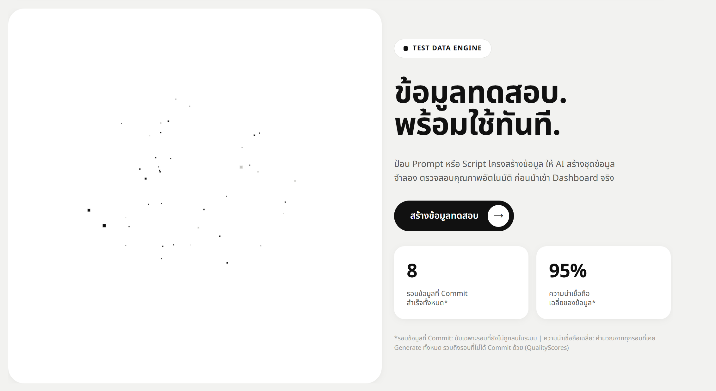 TEST DATA ENGINE
ข้อมูลทดสอบ.
พร้อมใช้ทันที.
ป้อน Prompt หรือ Script โครงสร้างข้อมูล ให้ AI สร้างชุดข้อมูล
จำลอง ตรวจสอบคุณภาพอัตโนมัติ ก่อนนำเข้า Dashboard จริง
สร้างข้อมูลทดสอบ →
8
รอบข้อมูลที่ Commit
สำเร็จทั้งหมด*
95%
ความน่าเชื่อถือ
เฉลี่ยของข้อมูล*
*รอบข้อมูลที่ Commit:
Generate ทั้งหมด รวมถึงรอบที่ไม่ได้ Commit ด้วย (QualityScores)